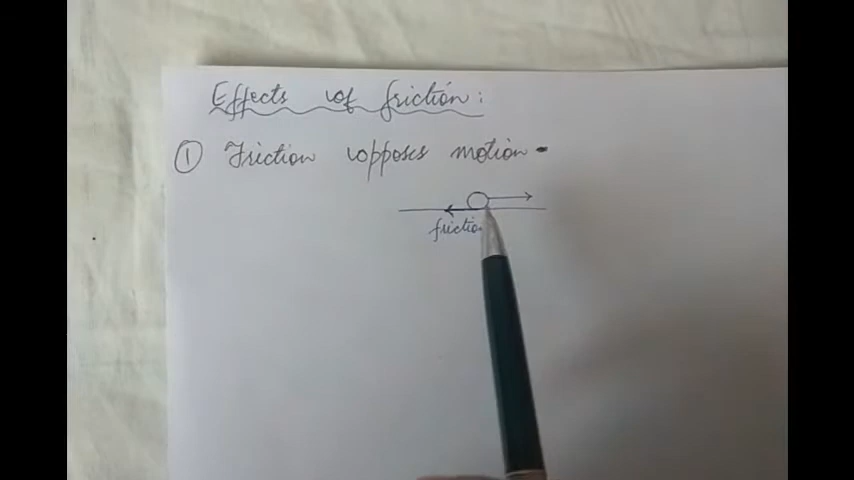 Effects of friction:
① Friction opposes motion -
friction